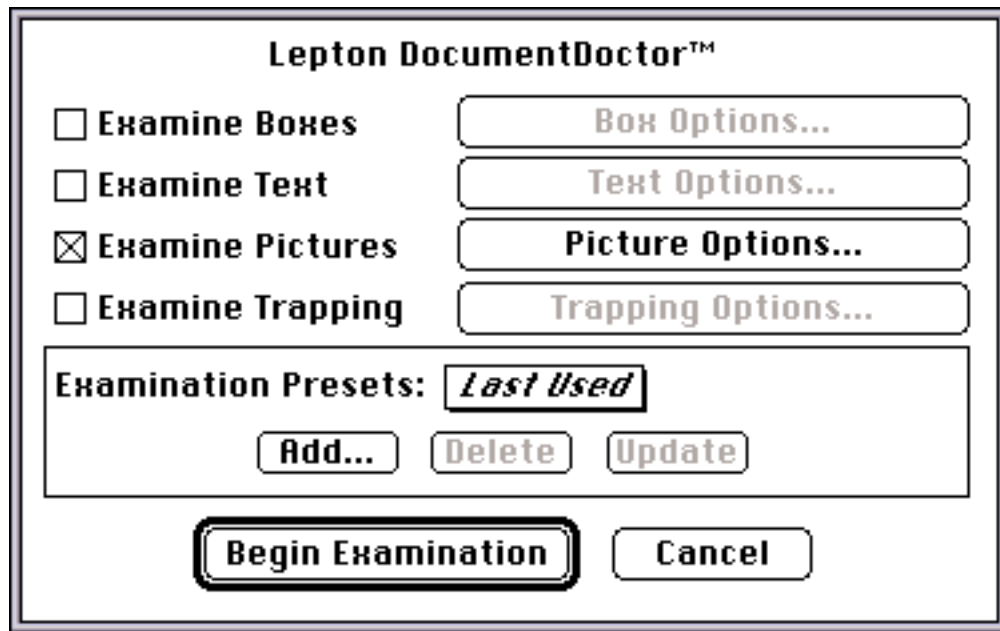 Lepton DocumentDoctor™
Examine Boxes Box Options...
Examine Text Text Options...
Examine Pictures Picture Options...
Examine Trapping Trapping Options...
Examination Presets: Last Used
Add... Delete Update
Begin Examination Cancel